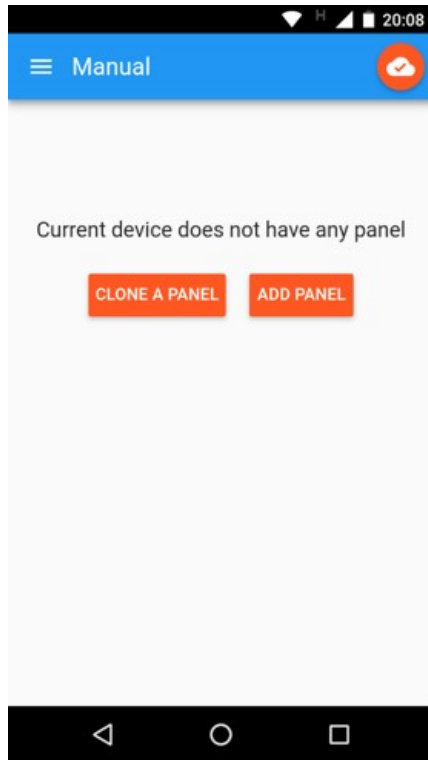 H 20:08
Manual
Current device does not have any panel
CLONE A PANEL ADD PANEL